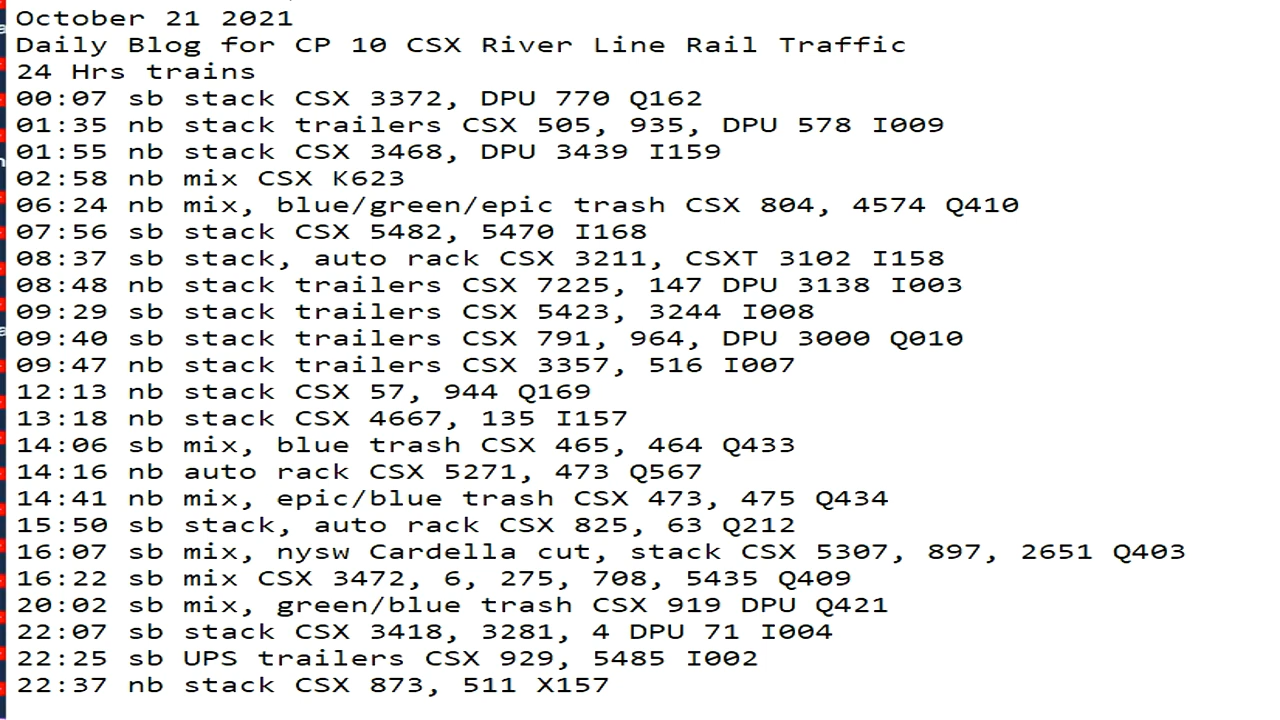 October 21 2021
Daily Blog for CP 10 CSX River Line Rail Traffic
24 Hrs trains
00:07 sb stack CSX 3372, DPU 770 Q162
01:35 nb stack trailers CSX 505, 935, DPU 578 I009
01:55 nb stack CSX 3468, DPU 3439 I159
02:58 nb mix CSX K623
06:24 nb mix, blue/green/epic trash CSX 804, 4574 Q410
07:56 sb stack CSX 5482, 5470 I168
08:37 sb stack, auto rack CSX 3211, CSXT 3102 I158
08:48 nb stack trailers CSX 7225, 147 DPU 3138 I003
09:29 sb stack trailers CSX 5423, 3244 I008
09:40 sb stack trailers CSX 791, 964, DPU 3000 Q010
09:47 nb stack trailers CSX 3357, 516 I007
12:13 nb stack CSX 57, 944 Q169
13:18 nb stack CSX 4667, 135 I157
14:06 sb mix, blue trash CSX 465, 464 Q433
14:16 nb auto rack CSX 5271, 473 Q567
14:41 nb mix, epic/blue trash CSX 473, 475 Q434
15:50 sb stack, auto rack CSX 825, 63 Q212
16:07 sb mix, nysw Cardella cut, stack CSX 5307, 897, 2651 Q403
16:22 sb mix CSX 3472, 6, 275, 708, 5435 Q409
20:02 sb mix, green/blue trash CSX 919 DPU Q421
22:07 sb stack CSX 3418, 3281, 4 DPU 71 I004
22:25 sb UPS trailers CSX 929, 5485 I002
22:37 nb stack CSX 873, 511 X157